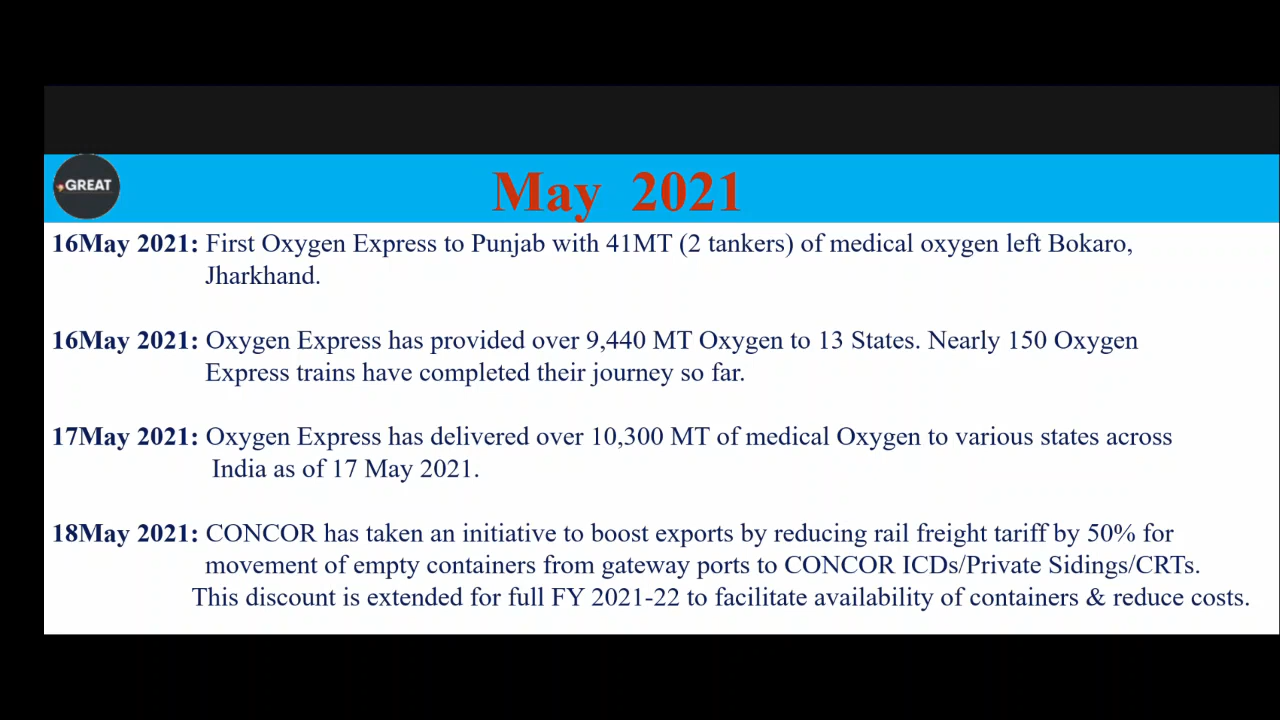 GREAT
May 2021
16May 2021: First Oxygen Express to Punjab with 41MT (2 tankers) of medical oxygen left Bokaro,
Jharkhand.
16May 2021: Oxygen Express has provided over 9,440 MT Oxygen to 13 States. Nearly 150 Oxygen
Express trains have completed their journey so far.
17May 2021: Oxygen Express has delivered over 10,300 MT of medical Oxygen to various states across
India as of 17 May 2021.
18May 2021: CONCOR has taken an initiative to boost exports by reducing rail freight tariff by 50% for
movement of empty containers from gateway ports to CONCOR ICDs/Private Sidings/CRTs.
This discount is extended for full FY 2021-22 to facilitate availability of containers & reduce costs.